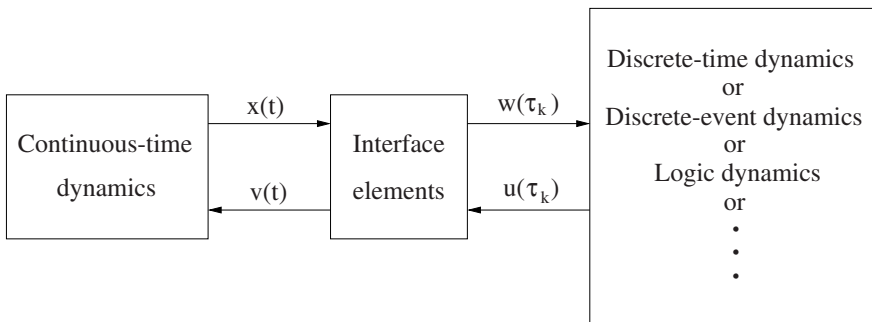 Continuous-time
dynamics
x(t)
v(t)
Interface
elements
w(τ_k)
u(τ_k)
Discrete-time dynamics
or
Discrete-event dynamics
or
Logic dynamics
or